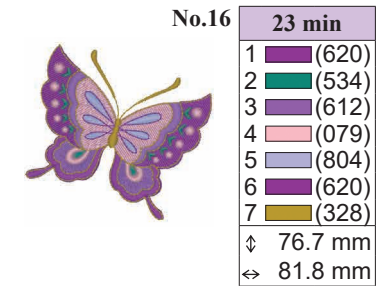 No.16
23 min
1 (620)
2 (534)
3 (612)
4 (079)
5 (804)
6 (620)
7 (328)
↕ 76.7 mm
↔ 81.8 mm